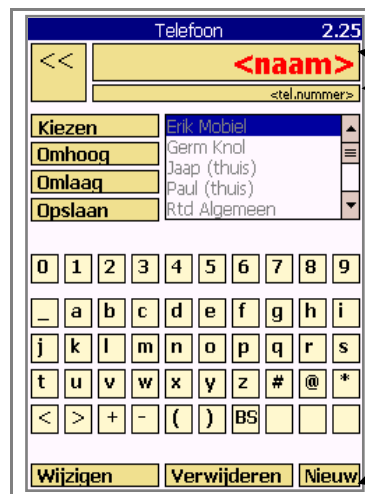 Telefoon 2.25
<< <naam>
<tel.nummer>
Kiezen
Omhoog
Omlaag
Opslaan
Erik Mobiel
Germ Knol
Jaap (thuis)
Paul (thuis)
Rtd Algemeen
0 1 2 3 4 5 6 7 8 9
_ a b c d e f g h i
j k l m n o p q r s
t u v w x y z # @ *
< > + - ( ) BS
Wijzigen Verwijderen Nieuw